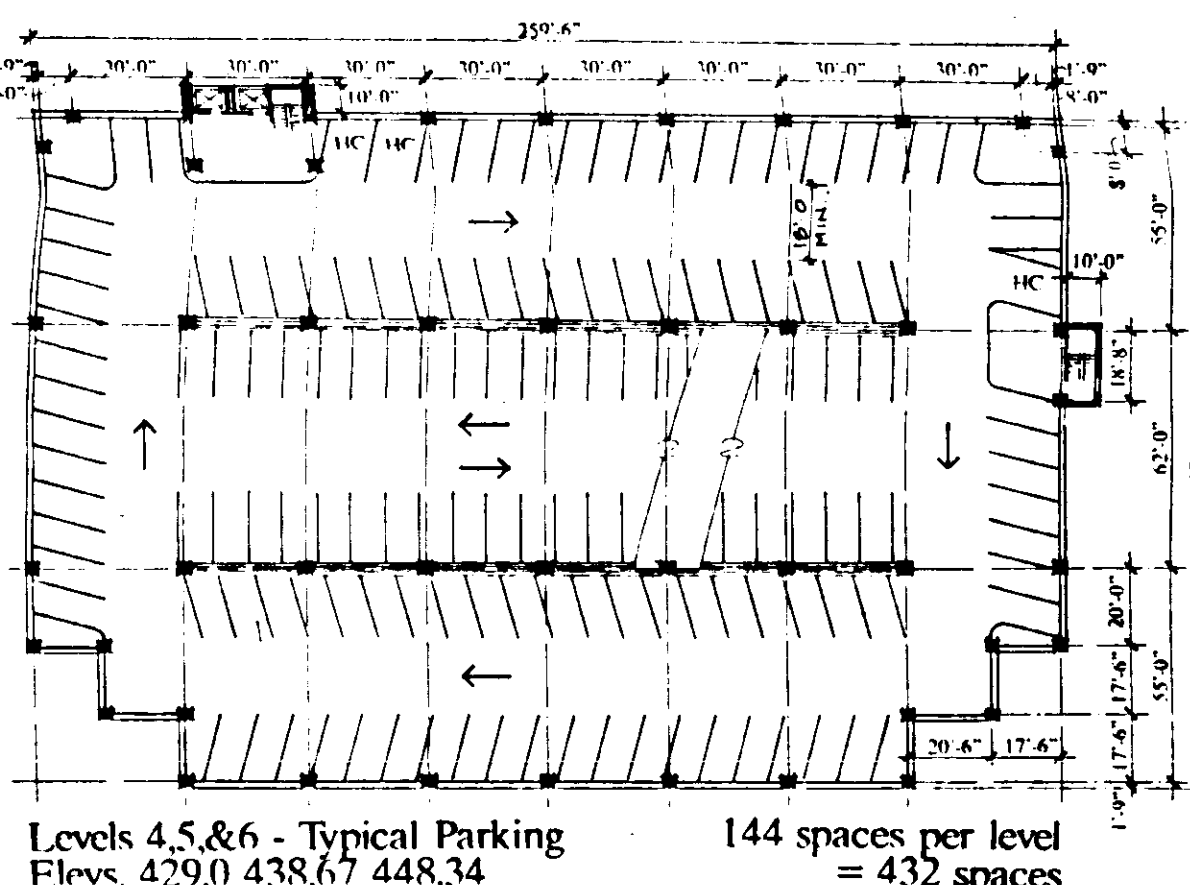 259'-6"
30'-0" 30'-0" 30'-0" 30'-0" 30'-0" 30'-0" 30'-0" 30'-0" 1'-9"
10'-0" 8'-0"
HC HC
8'-0"
18'-0 MIN.
55'-0"
10'-0"
HC
18'-8"
62'-0"
20'-0"
17'-6"
55'-0"
20'-6" 17'-6"
17'-6"
1'-9"
Levels 4,5,&6 - Typical Parking 144 spaces per level
Elevs. 429.0 438.67 448.34 = 432 spaces